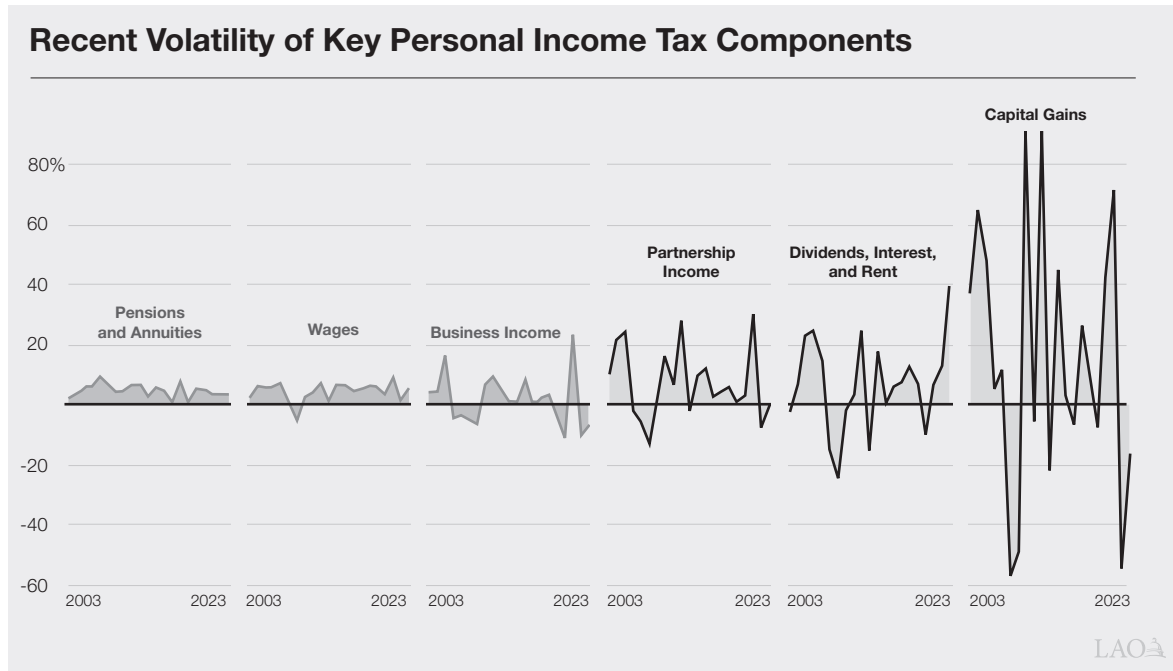 Recent Volatility of Key Personal Income Tax Components
Capital Gains
80%
60
40
20
-20
-40
-60
Pensions
and Annuities
Wages
Business Income
Partnership
Income
Dividends, Interest,
and Rent
2003 2023 2003 2023 2003 2023 2003 2023 2003 2023 2003 2023
LAO